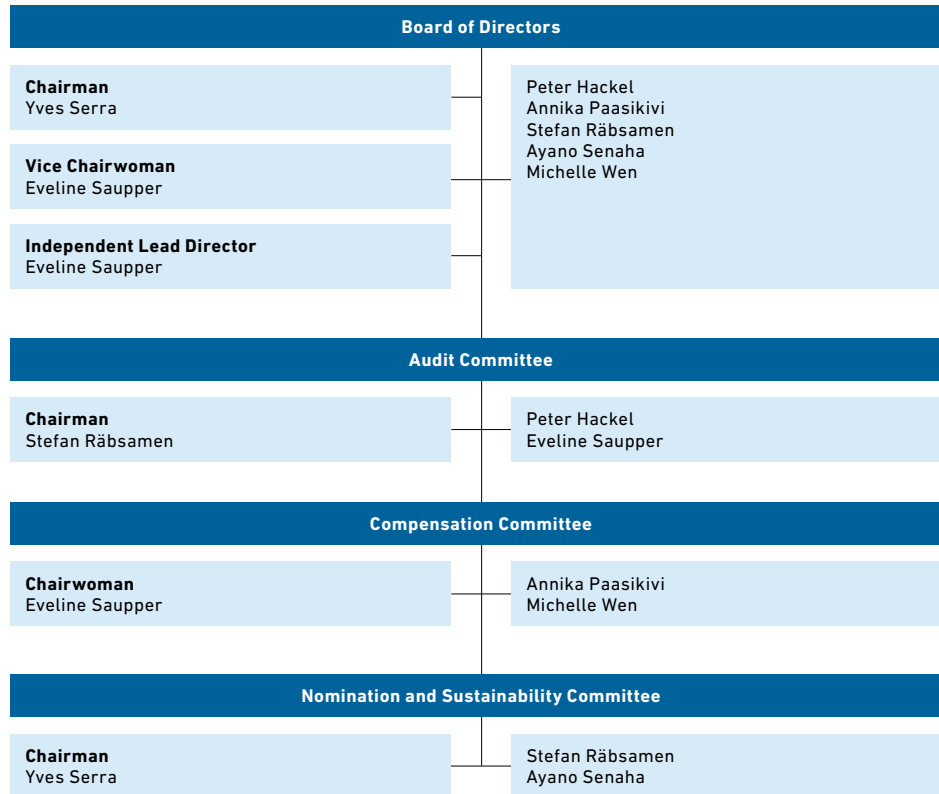 Board of Directors
Chairman
Yves Serra
Vice Chairwoman
Eveline Saupper
Independent Lead Director
Eveline Saupper
Peter Hackel
Annika Paasikivi
Stefan Räbsamen
Ayano Senaha
Michelle Wen
Audit Committee
Chairman
Stefan Räbsamen
Peter Hackel
Eveline Saupper
Compensation Committee
Chairwoman
Eveline Saupper
Annika Paasikivi
Michelle Wen
Nomination and Sustainability Committee
Chairman
Yves Serra
Stefan Räbsamen
Ayano Senaha